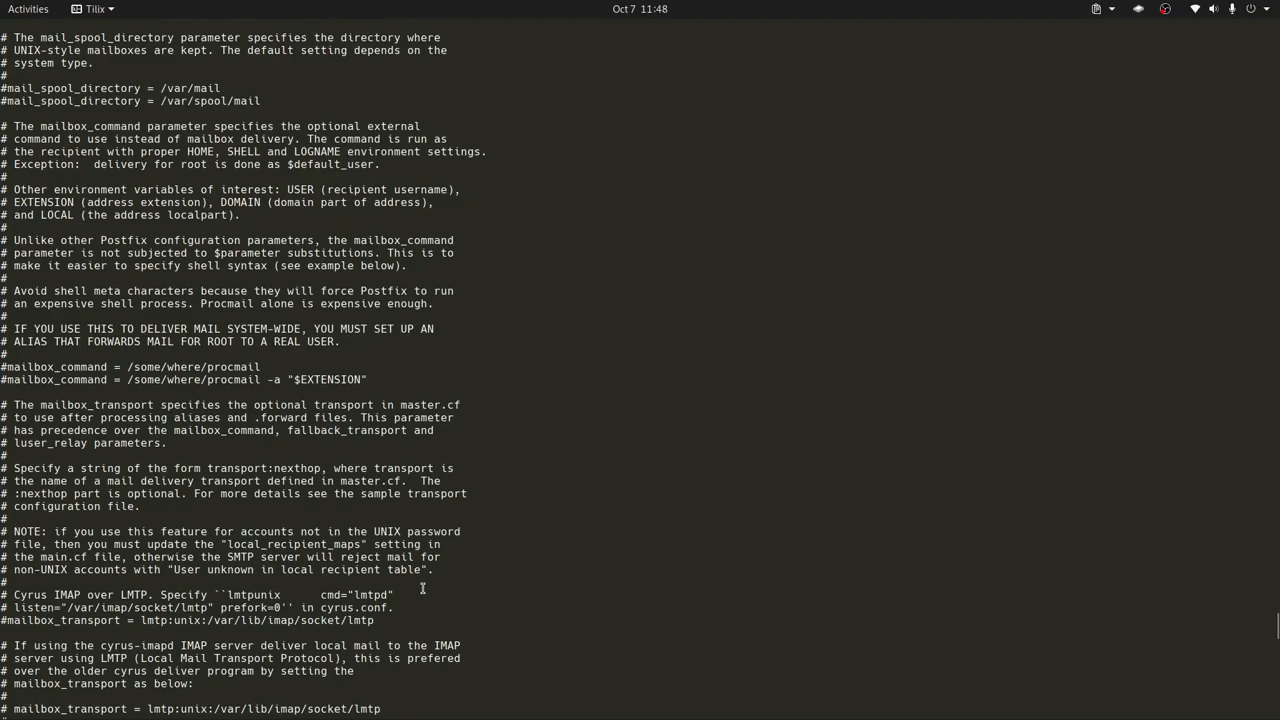 Activities
Tilix
Oct 7 11:48
# The mail_spool_directory parameter specifies the directory where
# UNIX-style mailboxes are kept. The default setting depends on the
# system type.
#
#mail_spool_directory = /var/mail
#mail_spool_directory = /var/spool/mail
# The mailbox_command parameter specifies the optional external
# command to use instead of mailbox delivery. The command is run as
# the recipient with proper HOME, SHELL and LOGNAME environment settings.
# Exception:  delivery for root is done as $default_user.
#
# Other environment variables of interest: USER (recipient username),
# EXTENSION (address extension), DOMAIN (domain part of address),
# and LOCAL (the address localpart).
#
# Unlike other Postfix configuration parameters, the mailbox_command
# parameter is not subjected to $parameter substitutions. This is to
# make it easier to specify shell syntax (see example below).
#
# Avoid shell meta characters because they will force Postfix to run
# an expensive shell process. Procmail alone is expensive enough.
#
# IF YOU USE THIS TO DELIVER MAIL SYSTEM-WIDE, YOU MUST SET UP AN
# ALIAS THAT FORWARDS MAIL FOR ROOT TO A REAL USER.
#
#mailbox_command = /some/where/procmail
#mailbox_command = /some/where/procmail -a "$EXTENSION"
# The mailbox_transport specifies the optional transport in master.cf
# to use after processing aliases and .forward files. This parameter
# has precedence over the mailbox_command, fallback_transport and
# luser_relay parameters.
#
# Specify a string of the form transport:nexthop, where transport is
# the name of a mail delivery transport defined in master.cf.  The
# :nexthop part is optional. For more details see the sample transport
# configuration file.
#
# NOTE: if you use this feature for accounts not in the UNIX password
# file, then you must update the "local_recipient_maps" setting in
# the main.cf file, otherwise the SMTP server will reject mail for
# non-UNIX accounts with "User unknown in local recipient table".
#
# Cyrus IMAP over LMTP. Specify ``lmtpunix      cmd="lmtpd"
# listen="/var/imap/socket/lmtp" prefork=0'' in cyrus.conf.
#mailbox_transport = lmtp:unix:/var/lib/imap/socket/lmtp
# If using the cyrus-imapd IMAP server deliver local mail to the IMAP
# server using LMTP (Local Mail Transport Protocol), this is prefered
# over the older cyrus deliver program by setting the
# mailbox_transport as below:
#
# mailbox_transport = lmtp:unix:/var/lib/imap/socket/lmtp